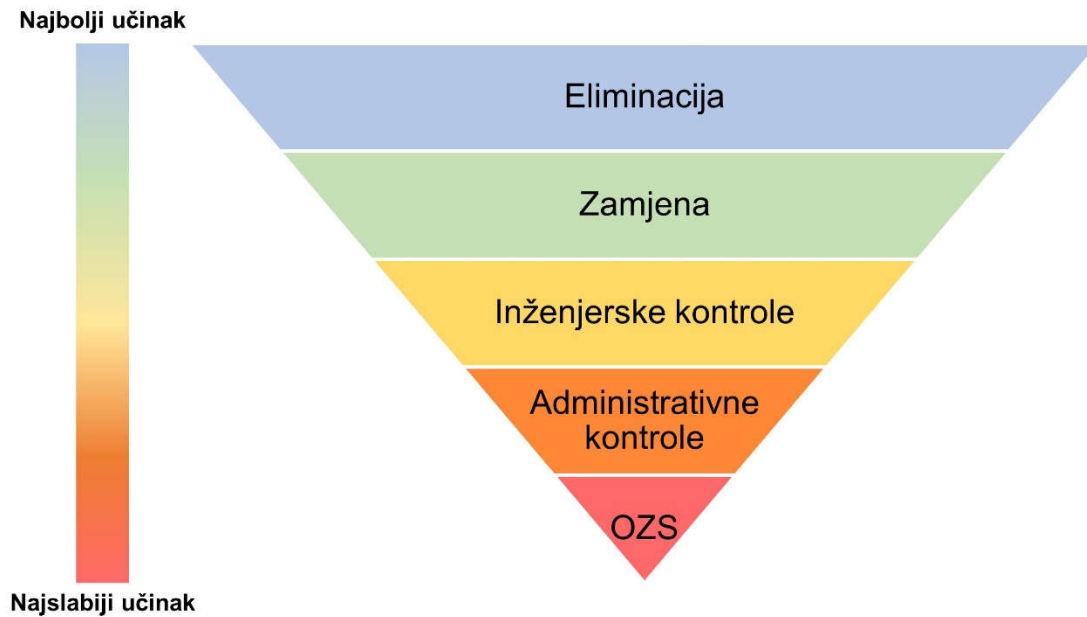 Najbolji učinak
Eliminacija
Zamjena
Inženjerske kontrole
Administrativne
kontrole
OZS
Najslabiji učinak